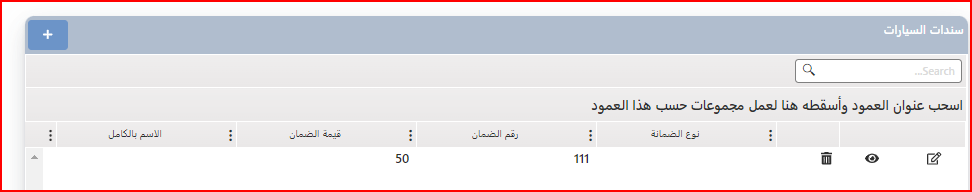 سندات السيارات
+
Search...
اسحب عنوان العمود وأسقطه هنا لعمل مجموعات حسب هذا العمود
نوع الضمانة رقم الضمان قيمة الضمان الاسم بالكامل
111 50